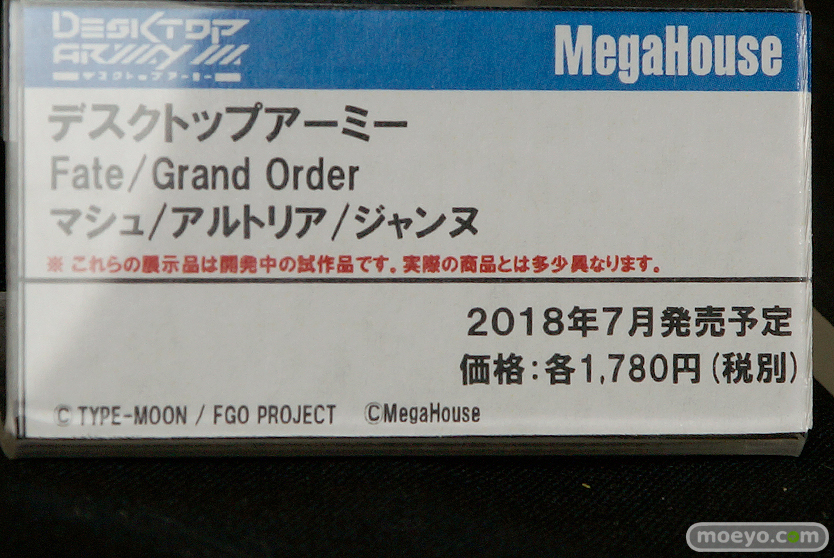 DESKTOP
ARMY
デスクトップアーミー
MegaHouse
デスクトップアーミー
Fate/Grand Order
マシュ/アルトリア/ジャンヌ
※ これらの展示品は開発中の試作品です。実際の商品とは多少異なります。
2018年7月発売予定
価格:各1,780円(税別)
©TYPE-MOON / FGO PROJECT ©MegaHouse
moeyo.com